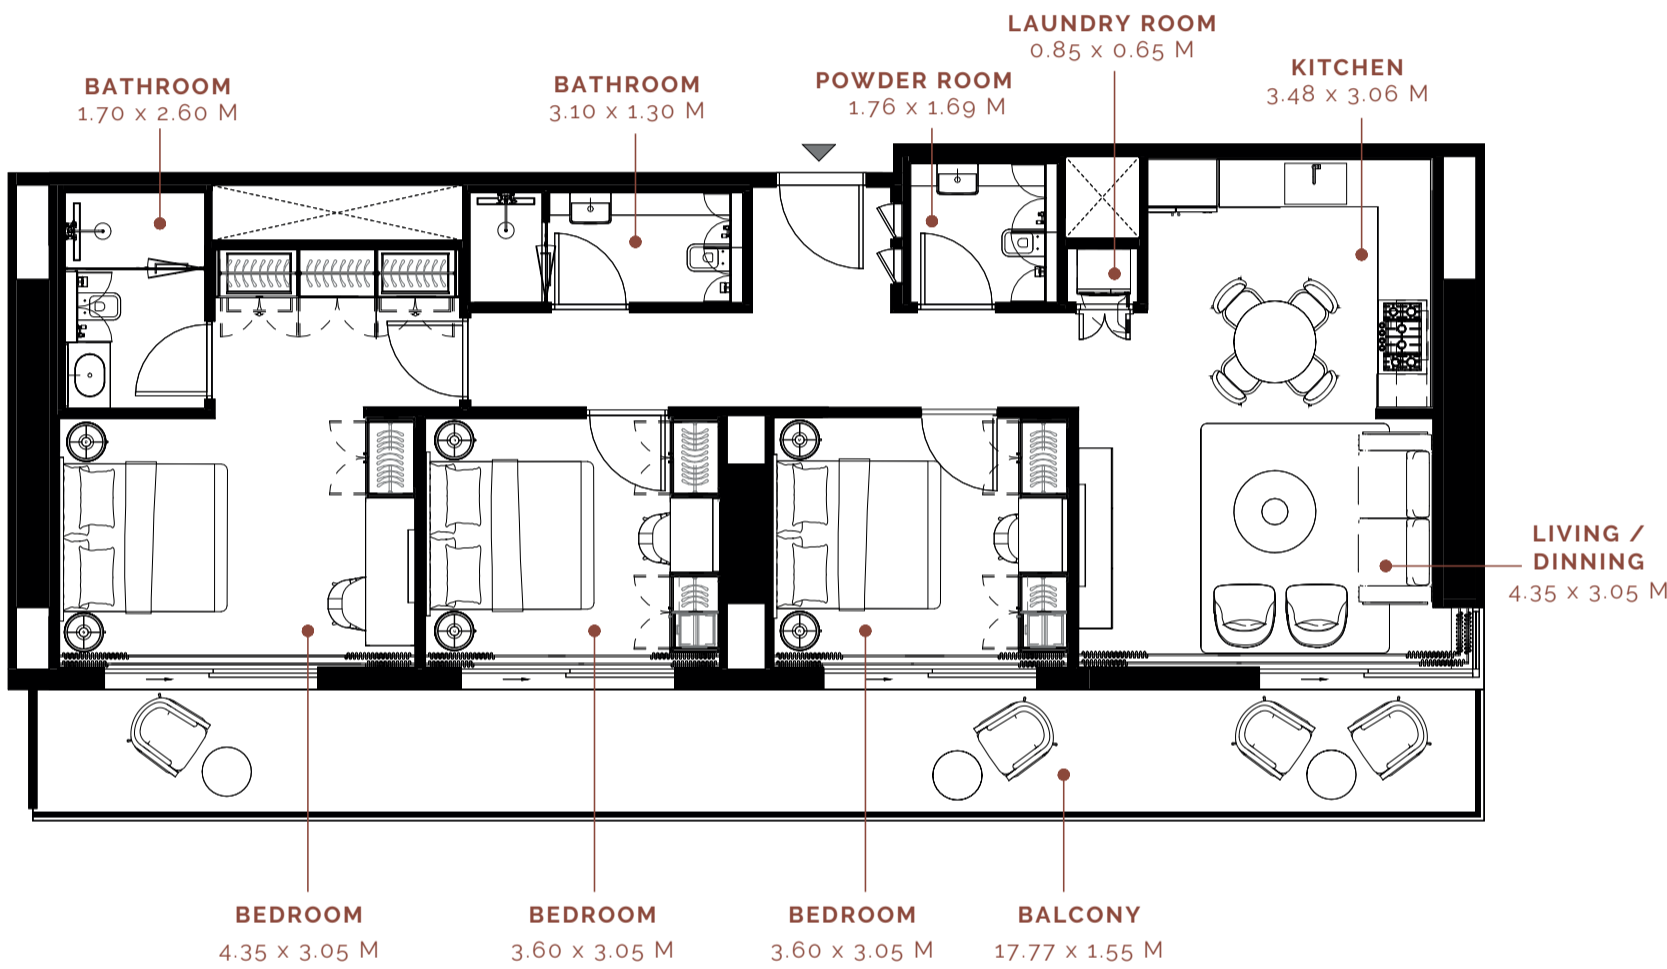 LAUNDRY ROOM
0.85 x 0.65 M
KITCHEN
3.48 x 3.06 M
POWDER ROOM
1.76 x 1.69 M
BATHROOM
3.10 x 1.30 M
BATHROOM
1.70 x 2.60 M
LIVING /
DINNING
4.35 x 3.05 M
BEDROOM
4.35 x 3.05 M
BEDROOM
3.60 x 3.05 M
BEDROOM
3.60 x 3.05 M
BALCONY
17.77 x 1.55 M